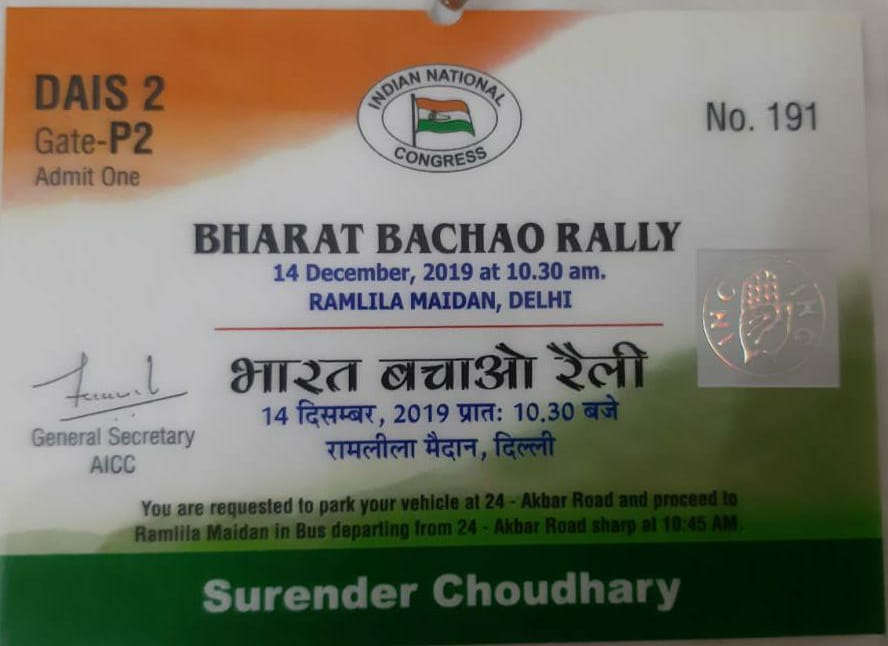 DAIS 2
Gate-P2
Admit One
INDIAN NATIONAL
CONGRESS
No. 191
BHARAT BACHAO RALLY
14 December, 2019 at 10.30 am.
RAMLILA MAIDAN, DELHI
INC INC
भारत बचाओ रैली
14 दिसम्बर, 2019 प्रातः 10.30 बजे
रामलीला मैदान, दिल्ली
General Secretary
AICC
You are requested to park your vehicle at 24 - Akbar Road and proceed to
Ramlila Maidan in Bus departing from 24 - Akbar Road sharp at 10:45 AM.
Surender Choudhary